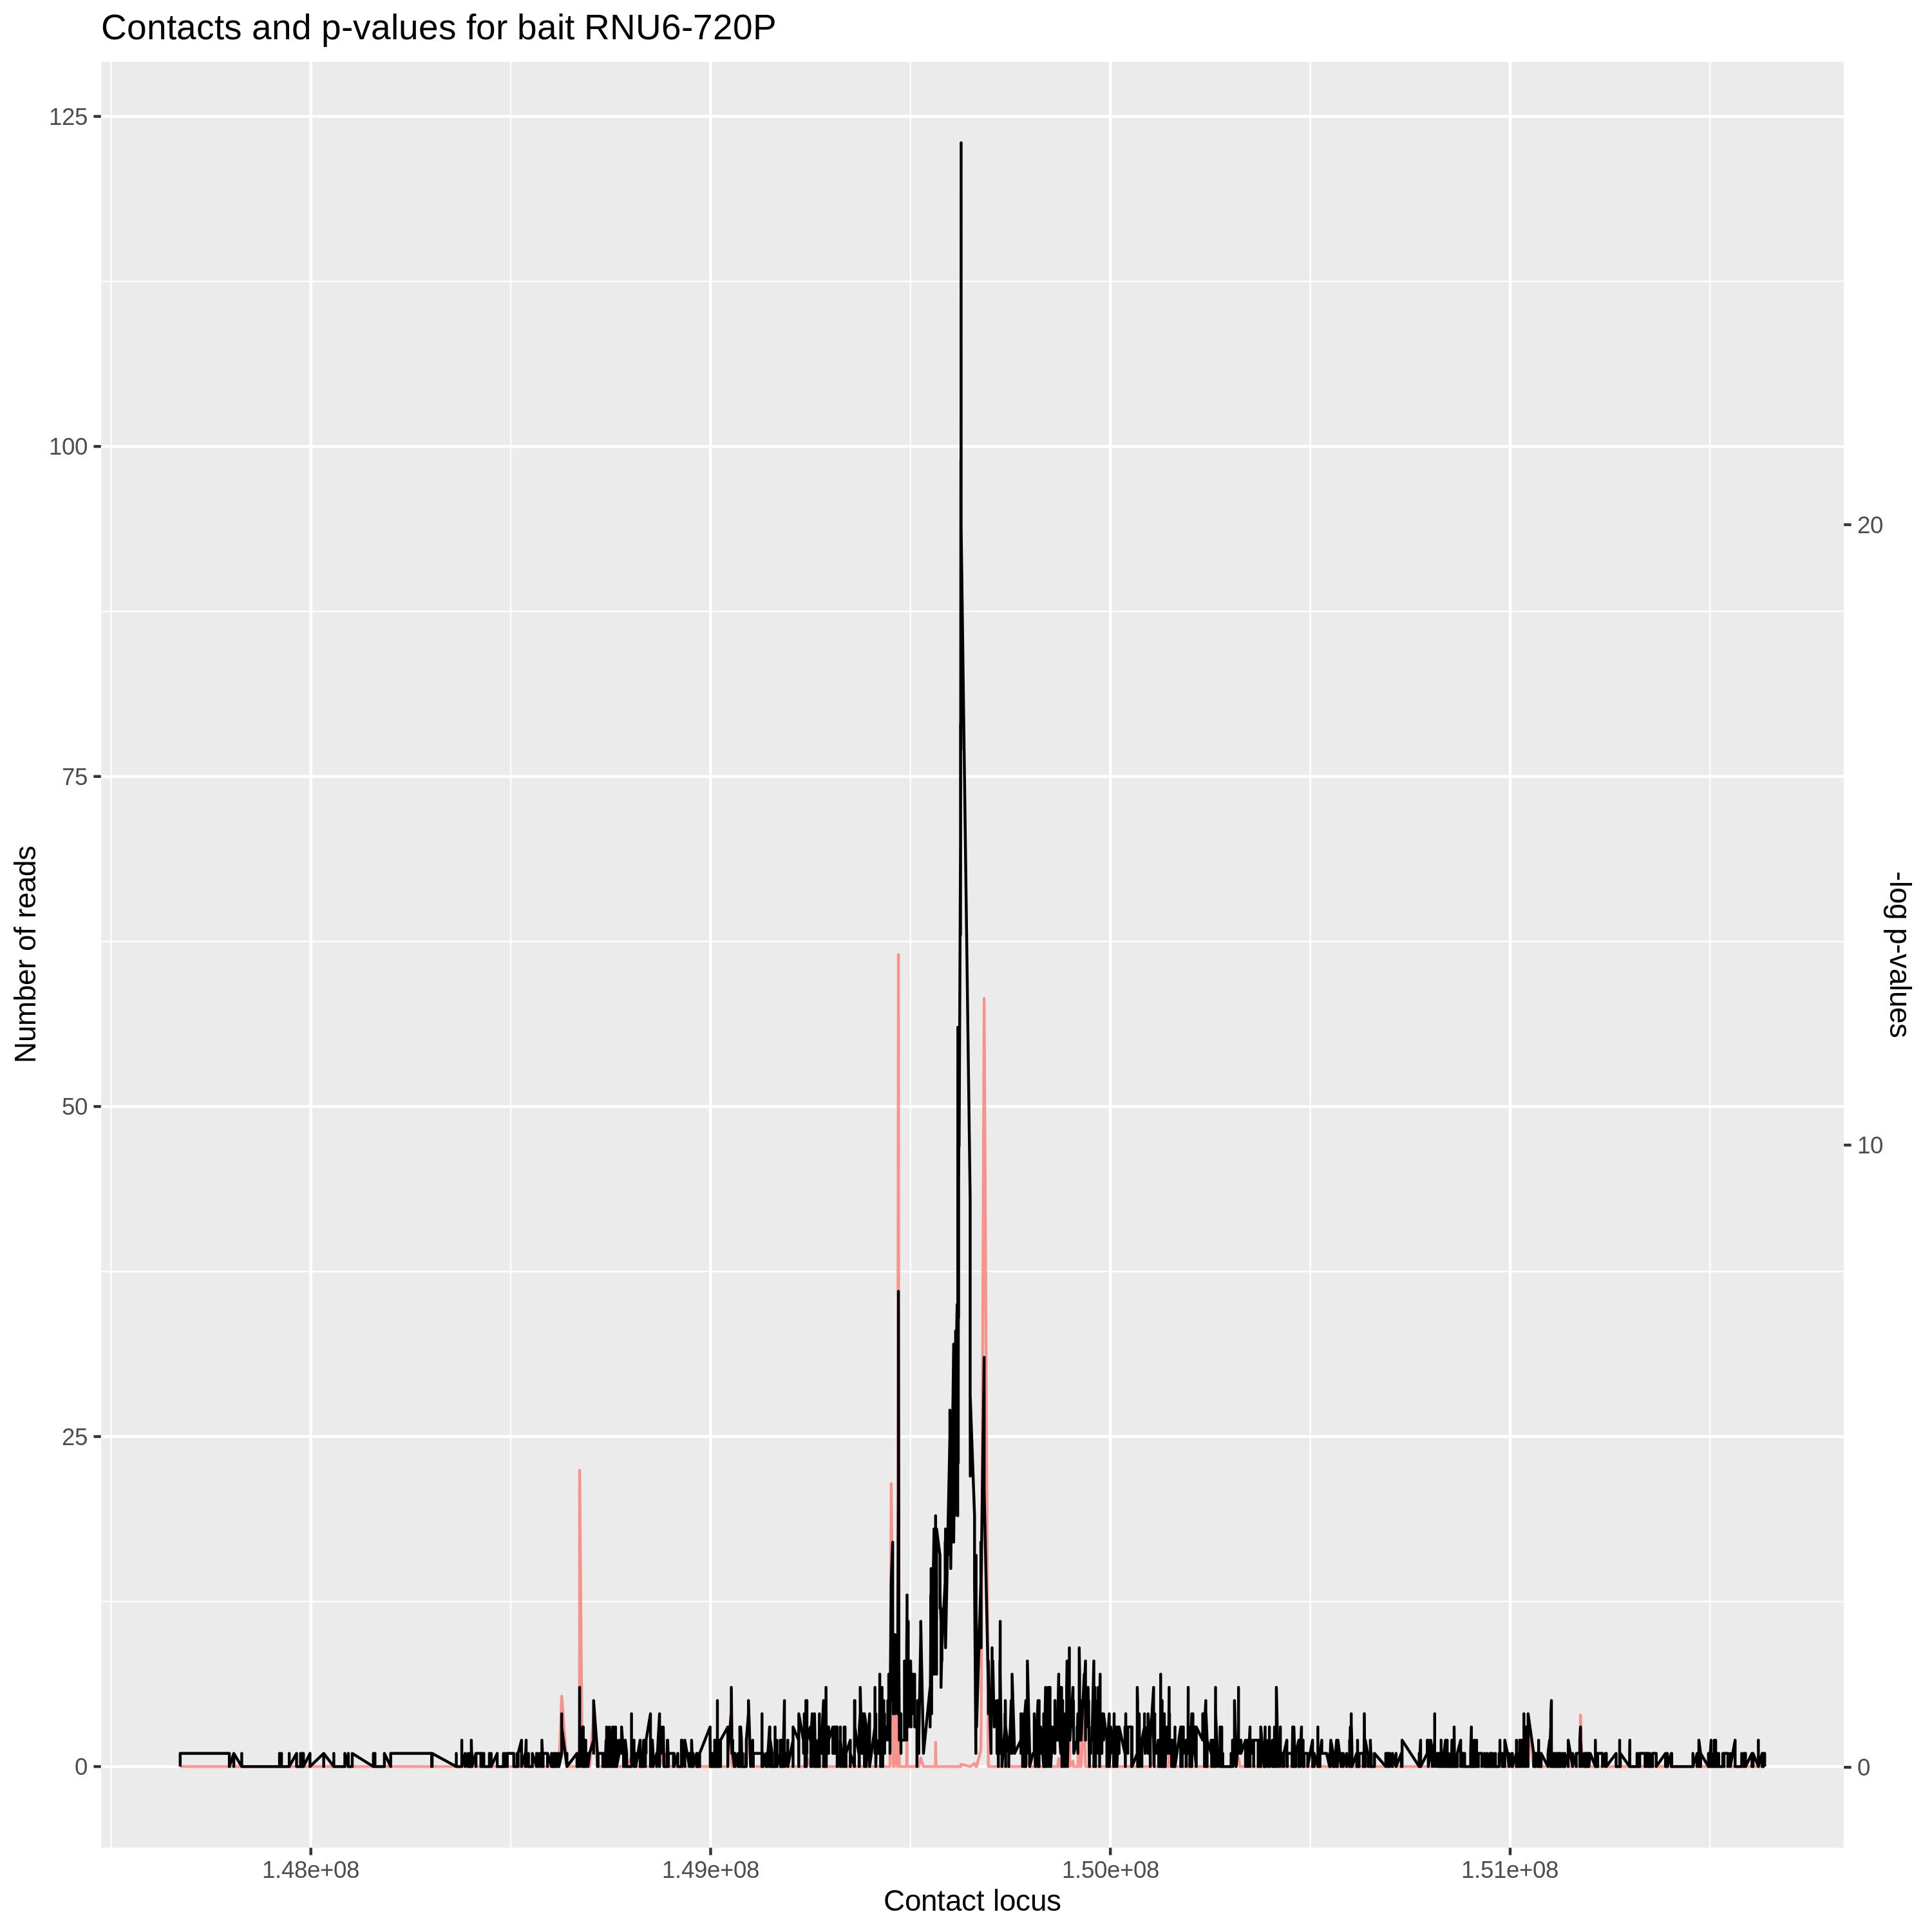 Contacts and p-values for bait RNU6-720P
125
100
75
50
25
0
Number of reads
20
10
0
-log p-values
1.48e+08
1.49e+08
1.50e+08
1.51e+08
Contact locus